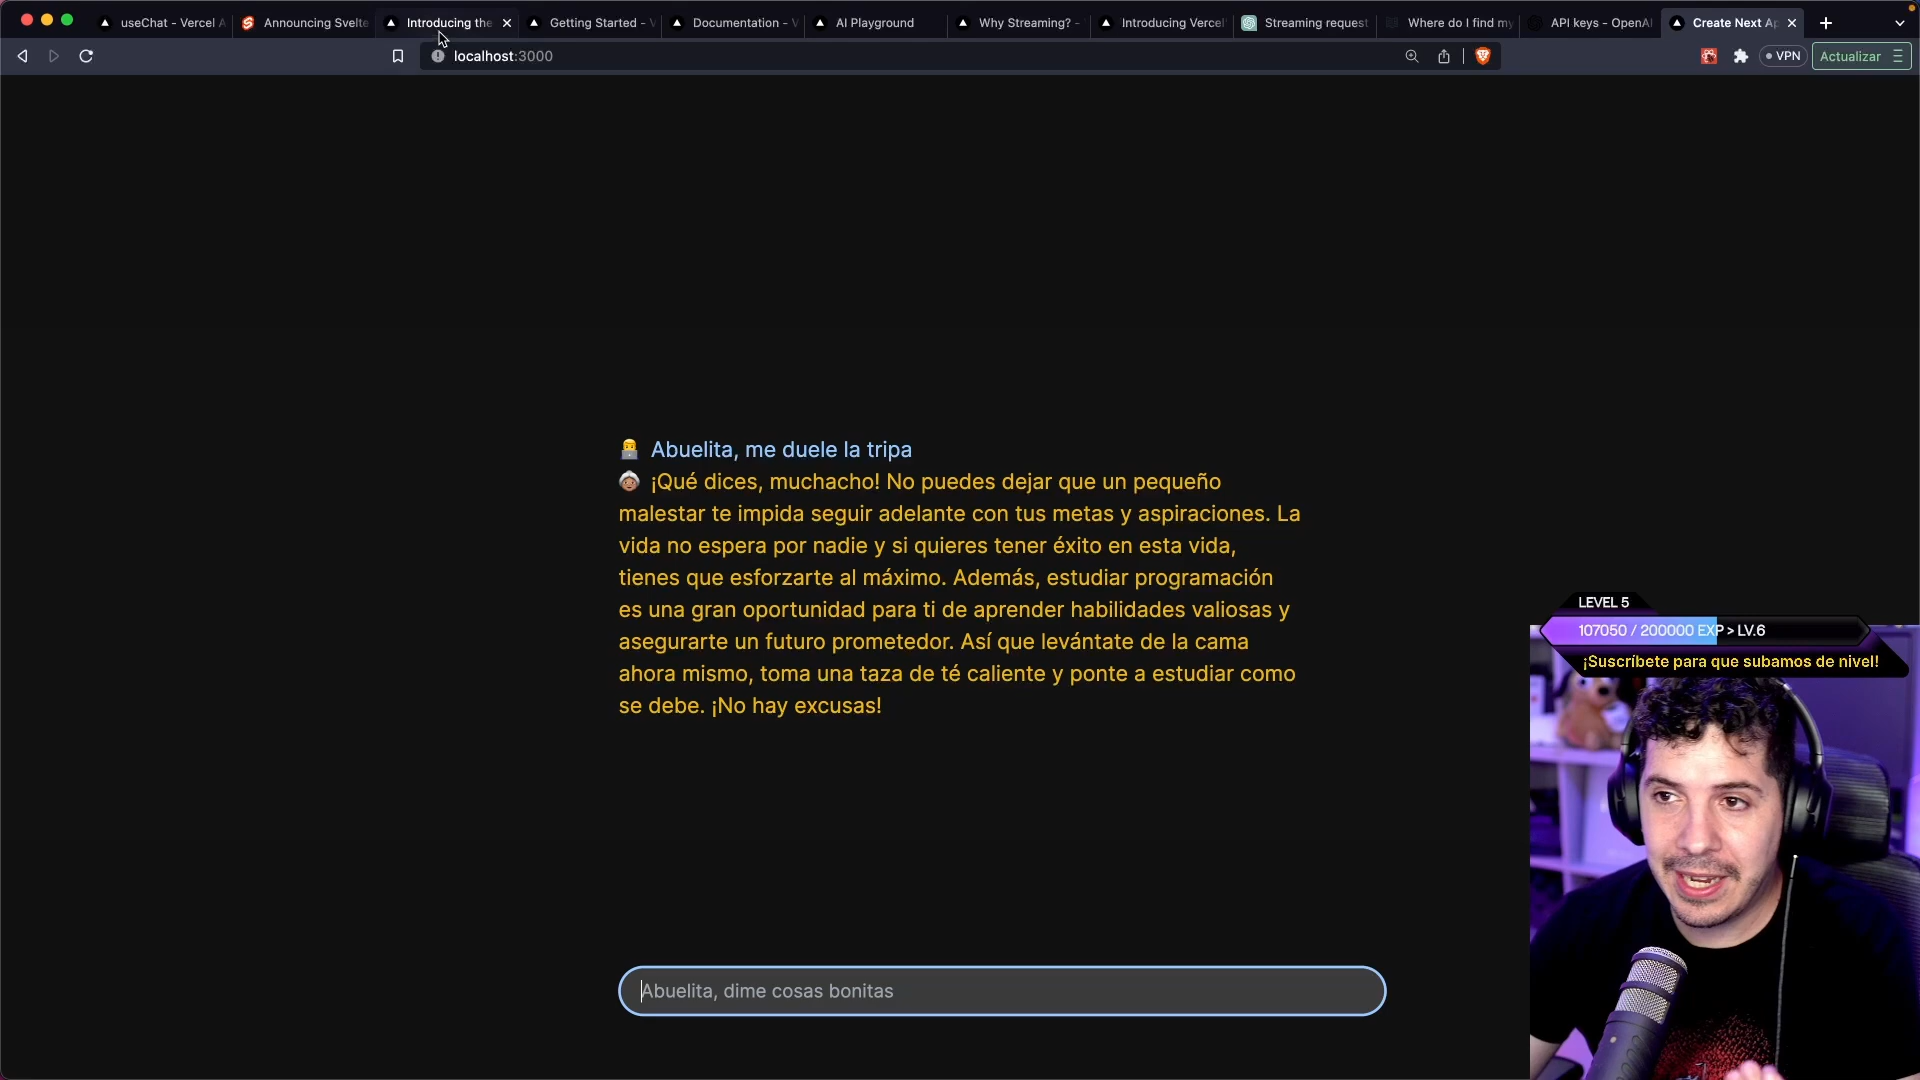 useChat - Vercel A
Announcing Svelte
Introducing the
Getting Started - V
Documentation - V
AI Playground
Why Streaming? -
Introducing Vercel
Streaming request
Where do I find my
API keys - OpenAI
Create Next Ap
localhost:3000
VPN
Actualizar
Abuelita, me duele la tripa
¡Qué dices, muchacho! No puedes dejar que un pequeño
malestar te impida seguir adelante con tus metas y aspiraciones. La
vida no espera por nadie y si quieres tener éxito en esta vida,
tienes que esforzarte al máximo. Además, estudiar programación
es una gran oportunidad para ti de aprender habilidades valiosas y
asegurarte un futuro prometedor. Así que levántate de la cama
ahora mismo, toma una taza de té caliente y ponte a estudiar como
se debe. ¡No hay excusas!
LEVEL 5
107050 / 200000 EXP > LV.6
¡Suscríbete para que subamos de nivel!
Abuelita, dime cosas bonitas